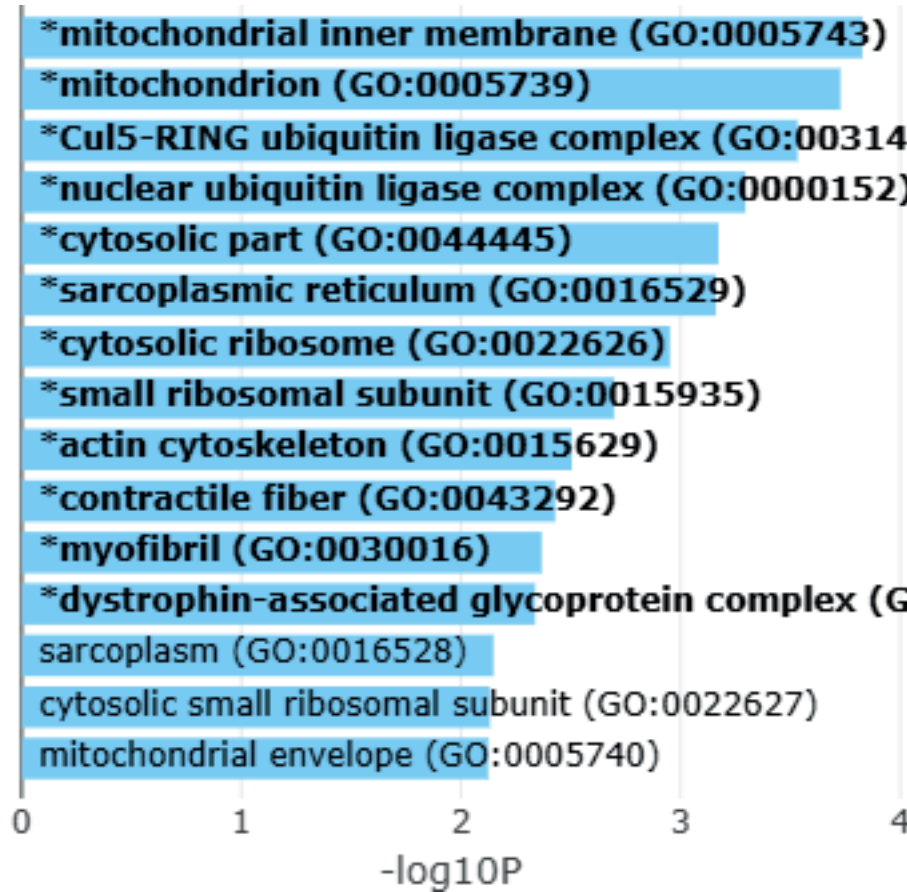 *mitochondrial inner membrane (GO:0005743)
*mitochondrion (GO:0005739)
*Cul5-RING ubiquitin ligase complex (GO:00314
*nuclear ubiquitin ligase complex (GO:0000152)
*cytosolic part (GO:0044445)
*sarcoplasmic reticulum (GO:0016529)
*cytosolic ribosome (GO:0022626)
*small ribosomal subunit (GO:0015935)
*actin cytoskeleton (GO:0015629)
*contractile fiber (GO:0043292)
*myofibril (GO:0030016)
*dystrophin-associated glycoprotein complex (G
sarcoplasm (GO:0016528)
cytosolic small ribosomal subunit (GO:0022627)
mitochondrial envelope (GO:0005740)
0 1 2 3 4
-log10P